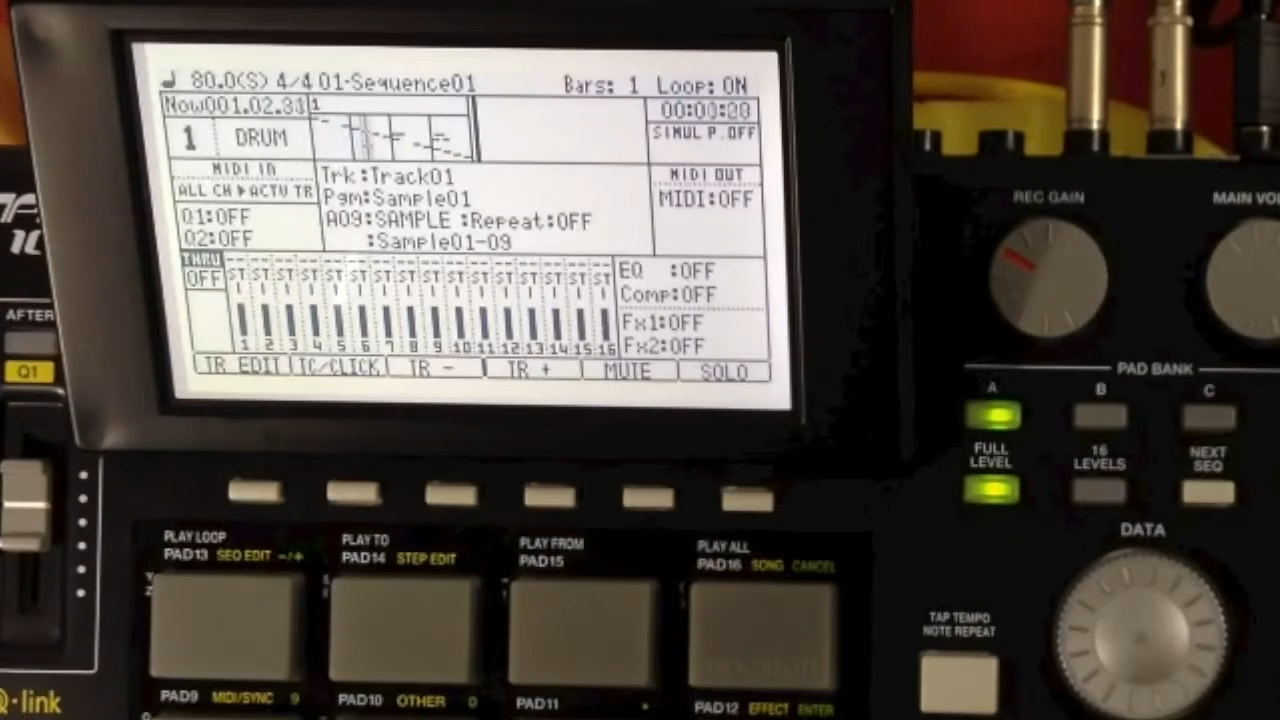 80.0(S) 4/4 01-Sequence01 Bars: 1 Loop: ON
Now001.02.38 1 00:00:20
1 DRUM SIMUL P.OFF
MIDI IN Trk:Track01 MIDI OUT
ALL CH▶ACTV TR Pgm:Sample01 MIDI:OFF
Q1:OFF A09:SAMPLE :Repeat:OFF
Q2:OFF :Sample01-09
THRU EQ :OFF
OFF ST ST ST ST ST ST ST ST ST ST ST ST ST ST ST ST Comp:OFF
Fx1:OFF
1 2 3 4 5 6 7 8 9 10 11 12 13 14 15 16 Fx2:OFF
TR EDIT TC/CLICK TR - TR + MUTE SOLO
REC GAIN MAIN VO
PAD BANK
A B C
FULL LEVEL 16 LEVELS NEXT SEQ
DATA
TAP TEMPO
NOTE REPEAT
AFTER
Q1
PLAY LOOP PLAY TO PLAY FROM PLAY ALL
PAD13 SEQ EDIT -/+ PAD14 STEP EDIT PAD15 PAD16 SONG CANCEL
PAD9 MIDI/SYNC 9 PAD10 OTHER 0 PAD11 . PAD12 EFFECT ENTER
Q-link